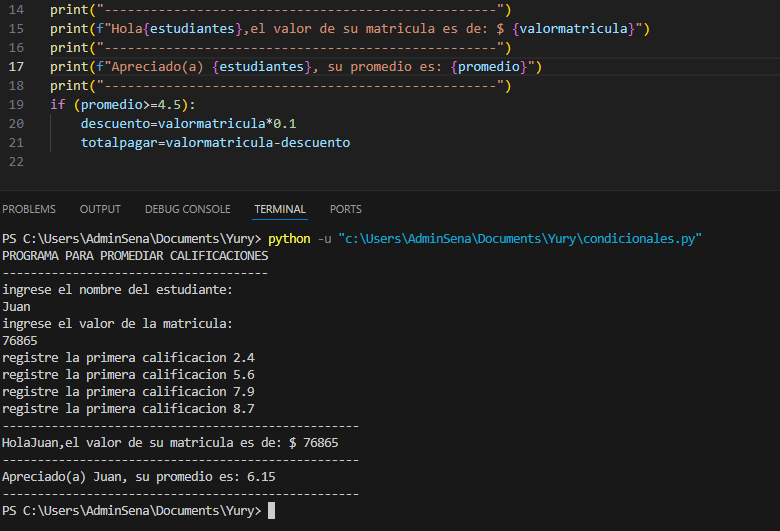 14 print("-------------------------------------------------")
15 print(f"Hola{estudiantes},el valor de su matricula es de: $ {valormatricula}")
16 print("-------------------------------------------------")
17 print(f"Apreciado(a) {estudiantes}, su promedio es: {promedio}")
18 print("-------------------------------------------------")
19 if (promedio>=4.5):
20     descuento=valormatricula*0.1
21     totalpagar=valormatricula-descuento
22
PROBLEMS OUTPUT DEBUG CONSOLE TERMINAL PORTS
PS C:\Users\AdminSena\Documents\Yury> python -u "c:\Users\AdminSena\Documents\Yury\condicionales.py"
PROGRAMA PARA PROMEDIAR CALIFICACIONES
--------------------------------------
ingrese el nombre del estudiante:
Juan
ingrese el valor de la matricula:
76865
registre la primera calificacion 2.4
registre la primera calificacion 5.6
registre la primera calificacion 7.9
registre la primera calificacion 8.7
-------------------------------------------------
HolaJuan,el valor de su matricula es de: $ 76865
-------------------------------------------------
Apreciado(a) Juan, su promedio es: 6.15
-------------------------------------------------
PS C:\Users\AdminSena\Documents\Yury>